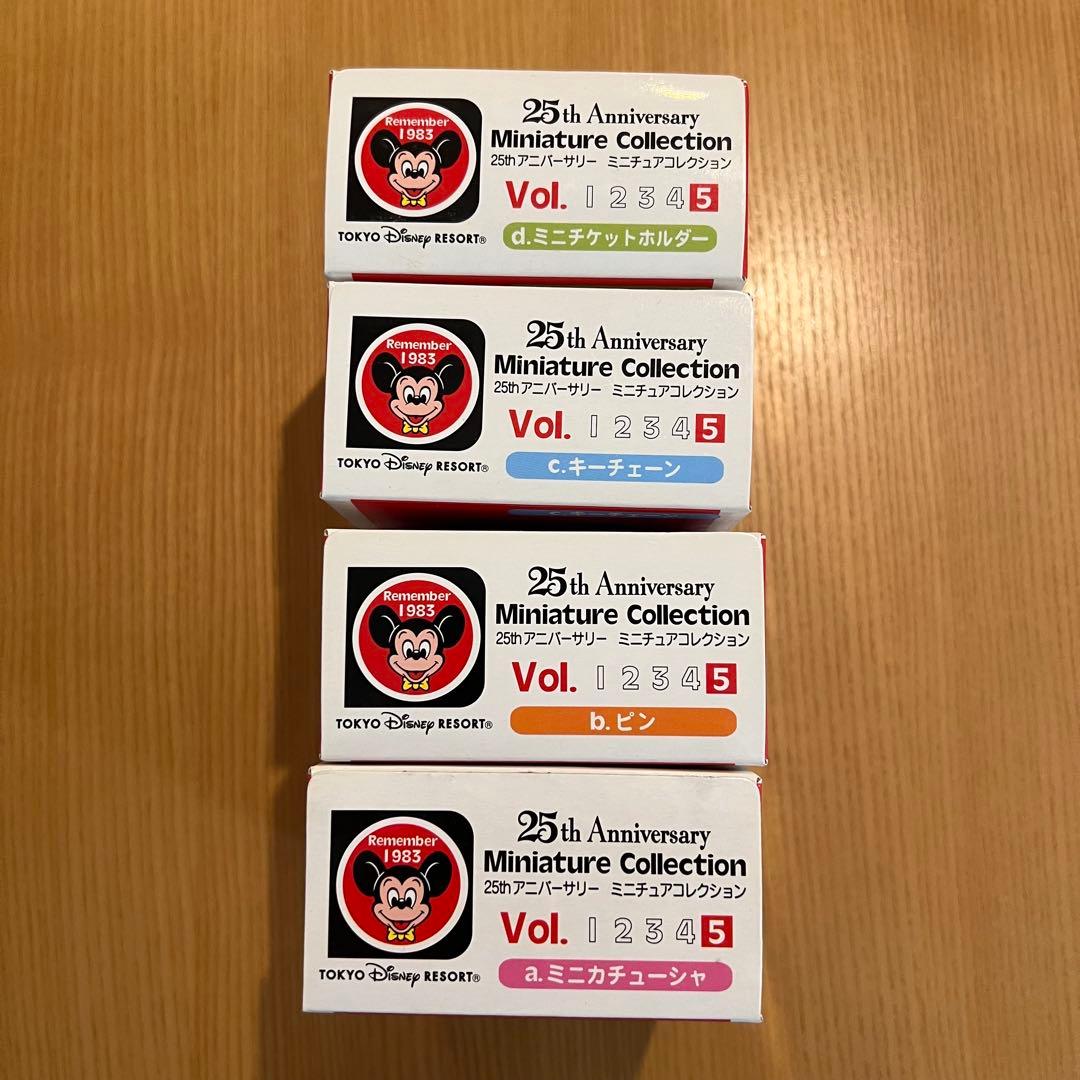 Remember
1983
25th Anniversary
Miniature Collection
25thアニバーサリー ミニチュアコレクション
Vol. 1 2 3 4 5
TOKYO Disney RESORT®
d.ミニチケットホルダー
Remember
1983
25th Anniversary
Miniature Collection
25thアニバーサリー ミニチュアコレクション
Vol. 1 2 3 4 5
TOKYO Disney RESORT®
c.キーチェーン
Remember
1983
25th Anniversary
Miniature Collection
25thアニバーサリー ミニチュアコレクション
Vol. 1 2 3 4 5
TOKYO Disney RESORT®
b.ピン
Remember
1983
25th Anniversary
Miniature Collection
25thアニバーサリー ミニチュアコレクション
Vol. 1 2 3 4 5
TOKYO Disney RESORT®
a.ミニカチューシャ